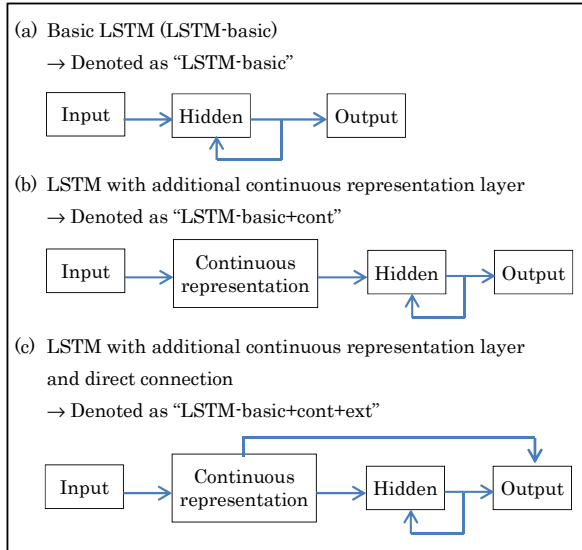 (a) Basic LSTM (LSTM-basic)
→ Denoted as “LSTM-basic”
Input Hidden Output
(b) LSTM with additional continuous representation layer
→ Denoted as “LSTM-basic+cont”
Input Continuous representation Hidden Output
(c) LSTM with additional continuous representation layer
and direct connection
→ Denoted as “LSTM-basic+cont+ext”
Input Continuous representation Hidden Output